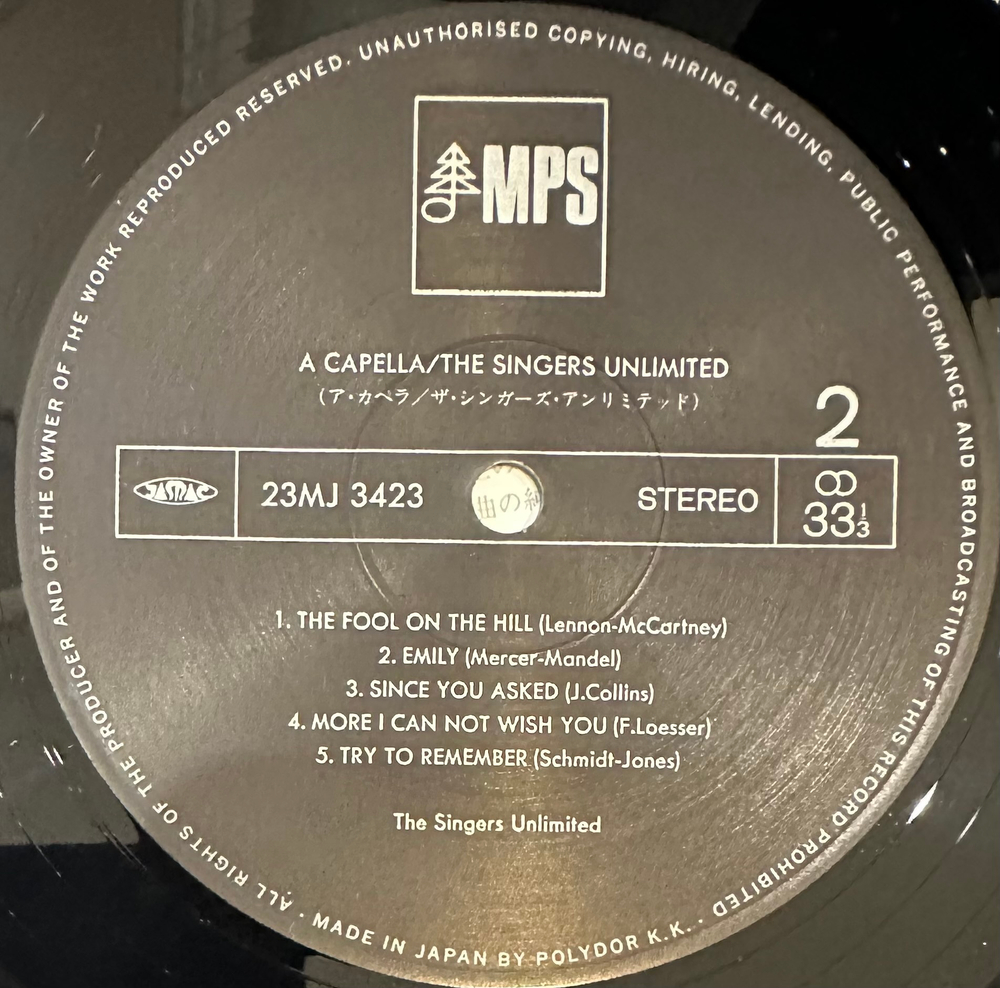 ALL RIGHTS OF THE PRODUCER AND OF THE OWNER OF THE WORK REPRODUCED RESERVED. UNAUTHORISED COPYING, HIRING, LENDING, PUBLIC PERFORMANCE AND BROADCASTING OF THIS RECORD PROHIBITED · MADE IN JAPAN BY POLYDOR K.K. ·
MPS
A CAPELLA/THE SINGERS UNLIMITED
(ア・カペラ/ザ・シンガーズ・アンリミテッド)
2
JASRAC 23MJ 3423 曲の STEREO ∞ 33⅓
1. THE FOOL ON THE HILL (Lennon-McCartney)
2. EMILY (Mercer-Mandel)
3. SINCE YOU ASKED (J.Collins)
4. MORE I CAN NOT WISH YOU (F.Loesser)
5. TRY TO REMEMBER (Schmidt-Jones)
The Singers Unlimited